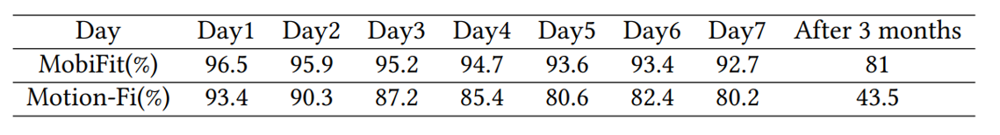 Day Day1 Day2 Day3 Day4 Day5 Day6 Day7 After 3 months
MobiFit(%) 96.5 95.9 95.2 94.7 93.6 93.4 92.7 81
Motion-Fi(%) 93.4 90.3 87.2 85.4 80.6 82.4 80.2 43.5